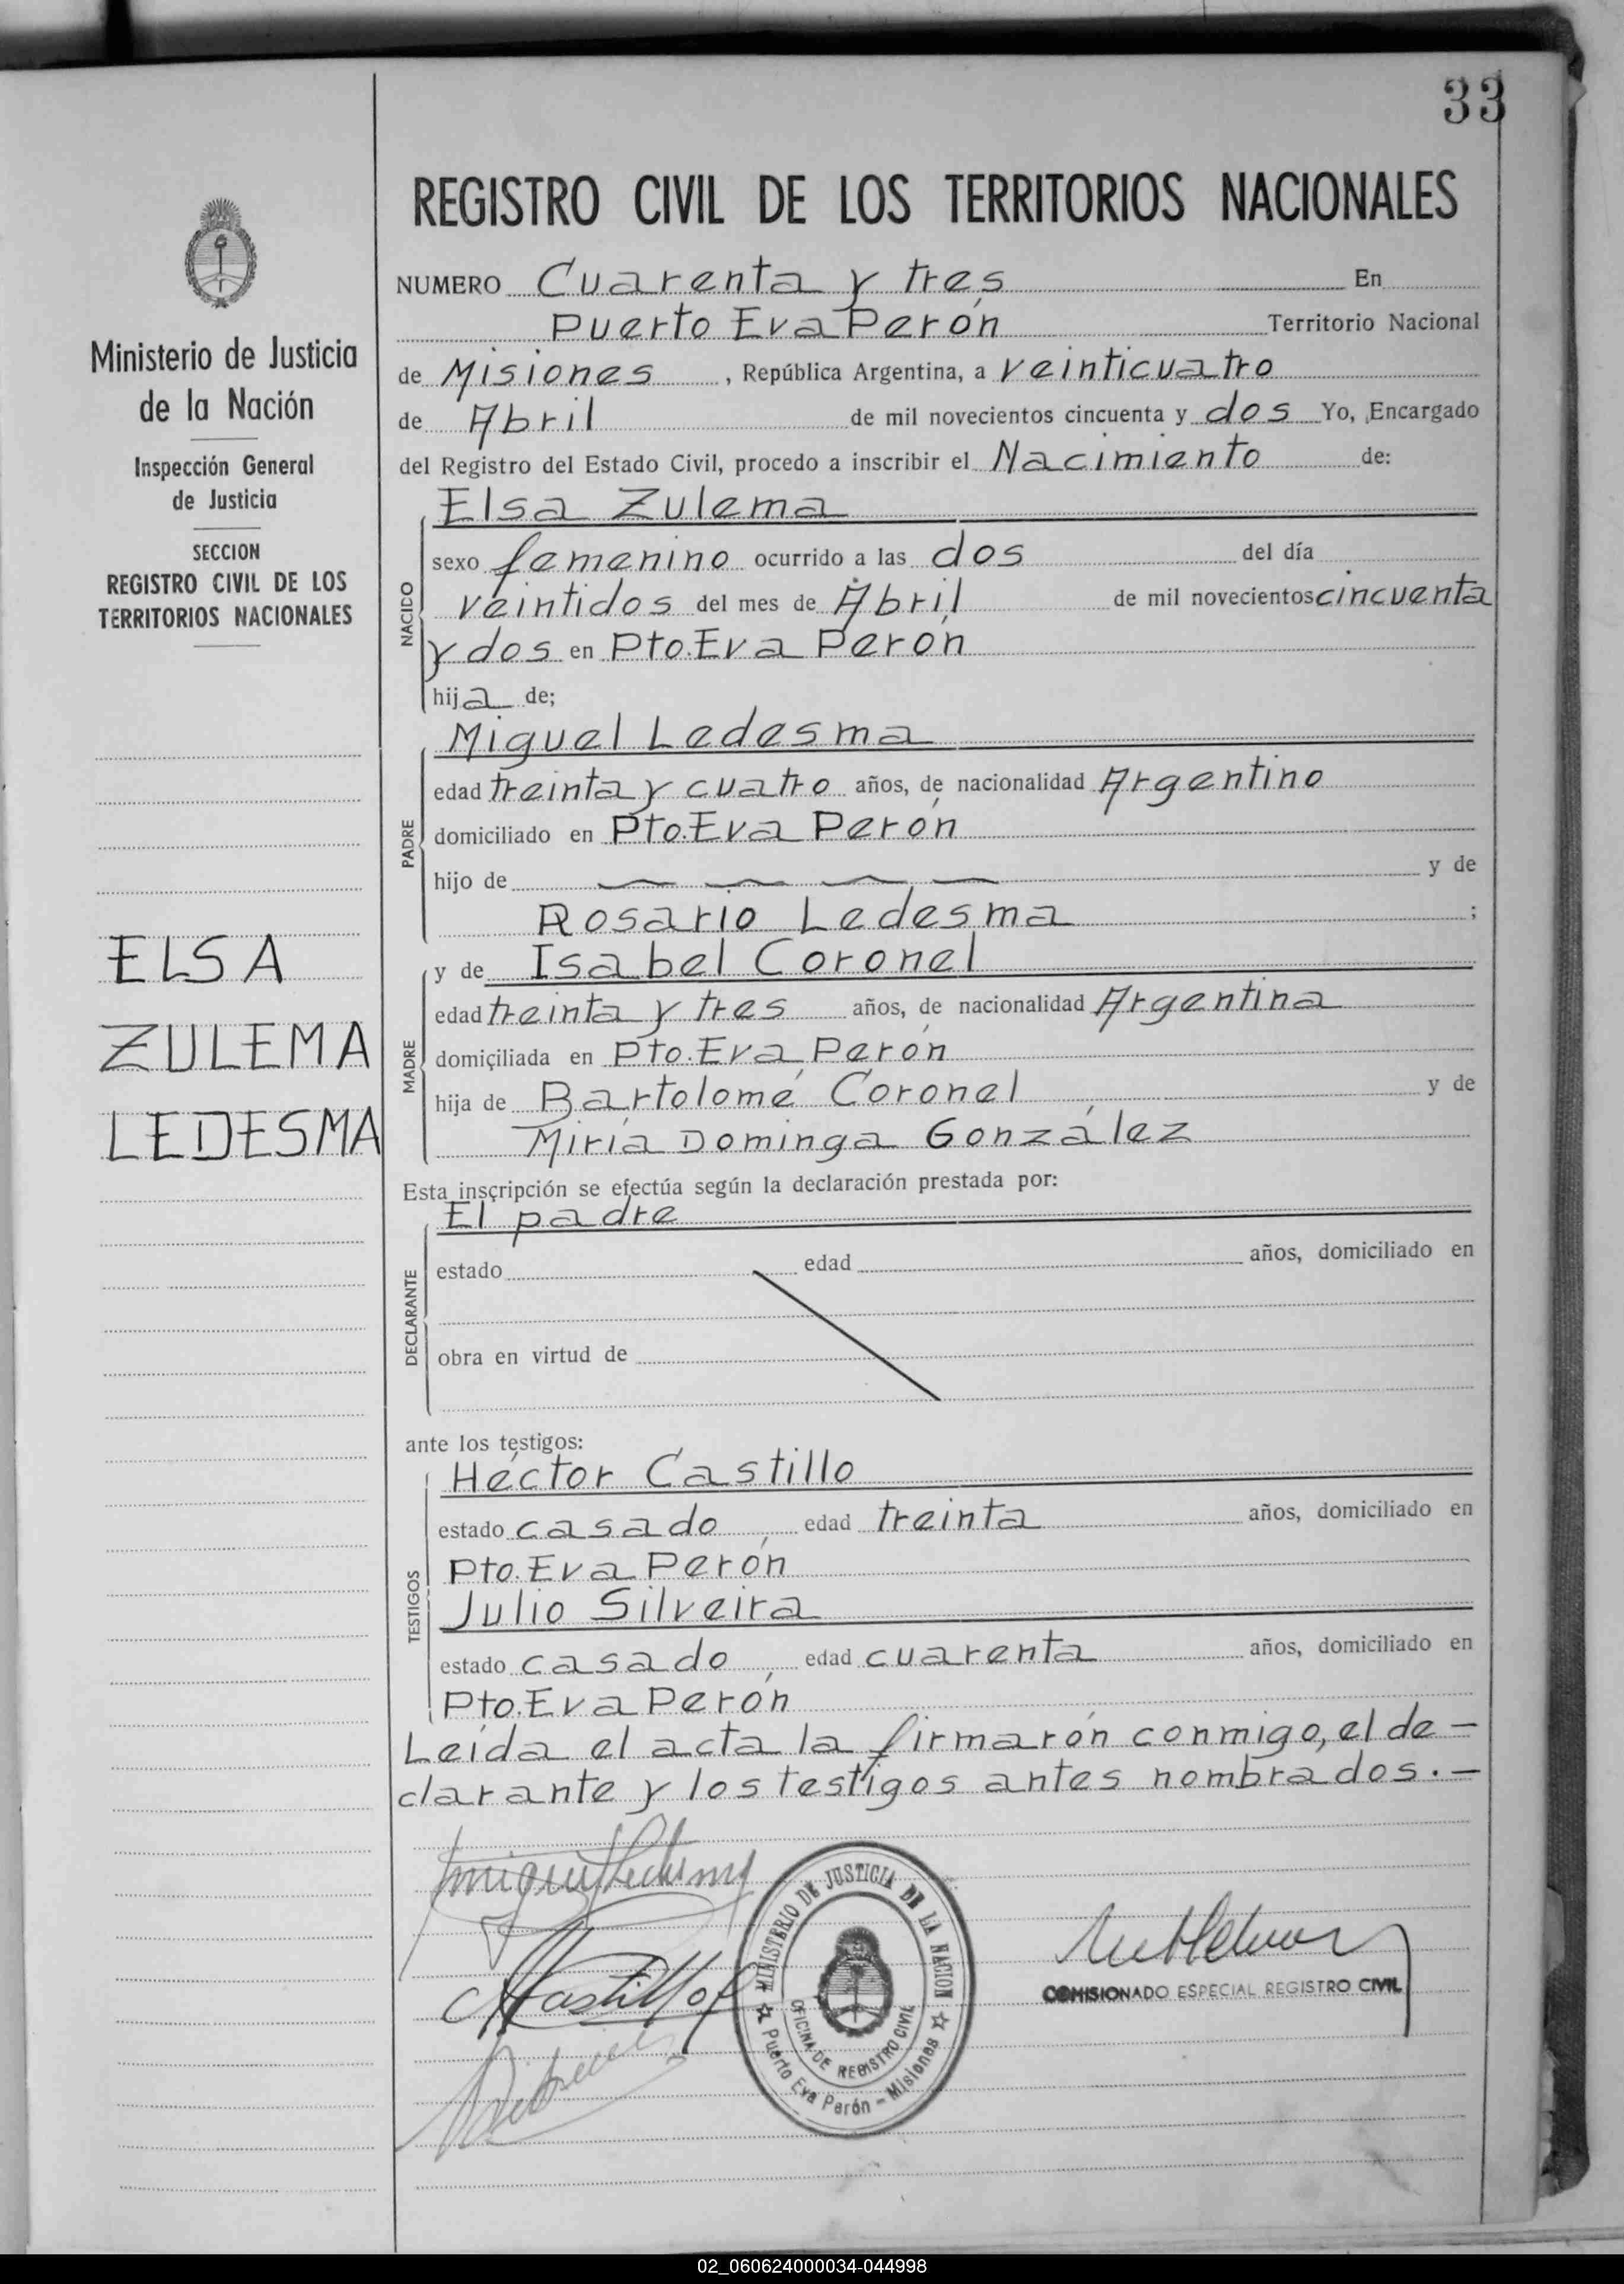 33
REGISTRO CIVIL DE LOS TERRITORIOS NACIONALES
Ministerio de Justicia
de la Nación
Inspección General
de Justicia
SECCION
REGISTRO CIVIL DE LOS
TERRITORIOS NACIONALES
ELSA
ZULEMA
LEDESMA
NUMERO Cuarenta y tres En
Puerto Eva Perón Territorio Nacional
de Misiones, República Argentina, a veinticuatro
de Abril de mil novecientos cincuenta y dos Yo, Encargado
del Registro del Estado Civil, procedo a inscribir el Nacimiento de:
NACIDO
Elsa Zulema
sexo femenino ocurrido a las dos del día
veintidos del mes de Abril de mil novecientos cincuenta
y dos en Pto. Eva Perón
hija de;
PADRE
Miguel Ledesma
edad treinta y cuatro años, de nacionalidad Argentino
domiciliado en Pto. Eva Perón
hijo de y de
Rosario Ledesma ;
MADRE
y de Isabel Coronel
edad treinta y tres años, de nacionalidad Argentina
domiciliada en Pto. Eva Perón
hija de Bartolomé Coronel y de
Miría Dominga González
Esta inscripción se efectúa según la declaración prestada por:
DECLARANTE
El padre
estado edad años, domiciliado en
obra en virtud de
ante los testigos:
TESTIGOS
Héctor Castillo
estado casado, edad treinta años, domiciliado en
Pto. Eva Perón
Julio Silveira
estado casado, edad cuarenta años, domiciliado en
Pto. Eva Perón
Leída el acta la firmarón conmigo, el de-
clarante y los testigos antes nombrados.-
MINISTERIO DE JUSTICIA DE LA NACION
OFICINA DE REGISTRO CIVIL
Puerto Eva Perón - Misiones
HCastillo
COMISIONADO ESPECIAL REGISTRO CIVIL
02_060624000034-044998